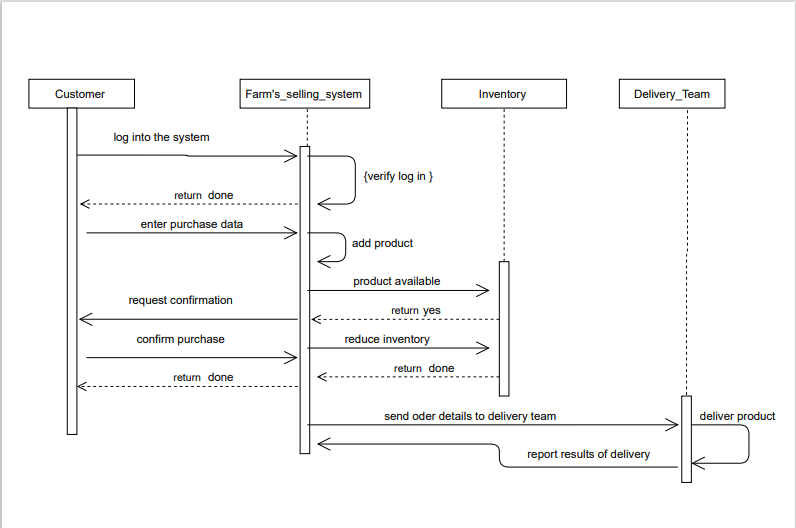 Customer
Farm's_selling_system
Inventory
Delivery_Team
log into the system
{verify log in }
return done
enter purchase data
add product
product available
request confirmation
return yes
confirm purchase
reduce inventory
return done
return done
send oder details to delivery team
deliver product
report results of delivery